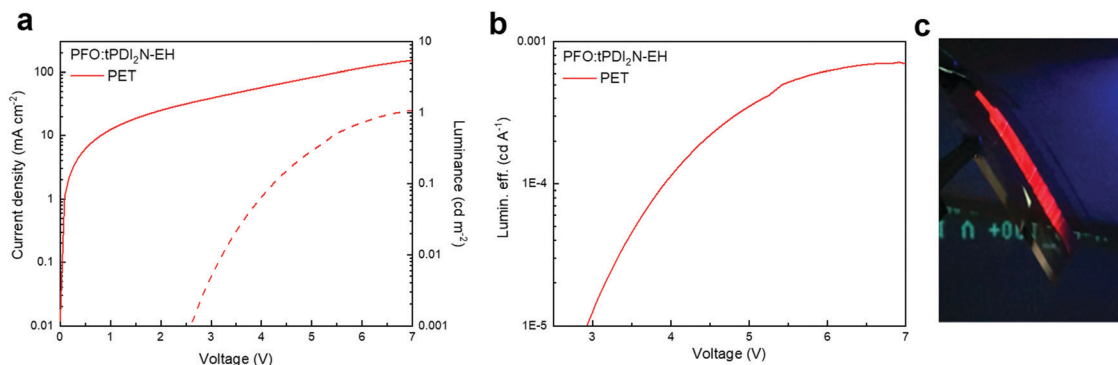 a
PFO:tPDI₂N-EH
PET
Current density (mA cm⁻²)
100
10
1
0.1
0.01
0 1 2 3 4 5 6 7
Voltage (V)
10
1
0.1
0.01
0.001
Luminance (cd m⁻²)
b
PFO:tPDI₂N-EH
PET
Lumin. eff. (cd A⁻¹)
0.001
1E-4
1E-5
3 4 5 6 7
Voltage (V)
c